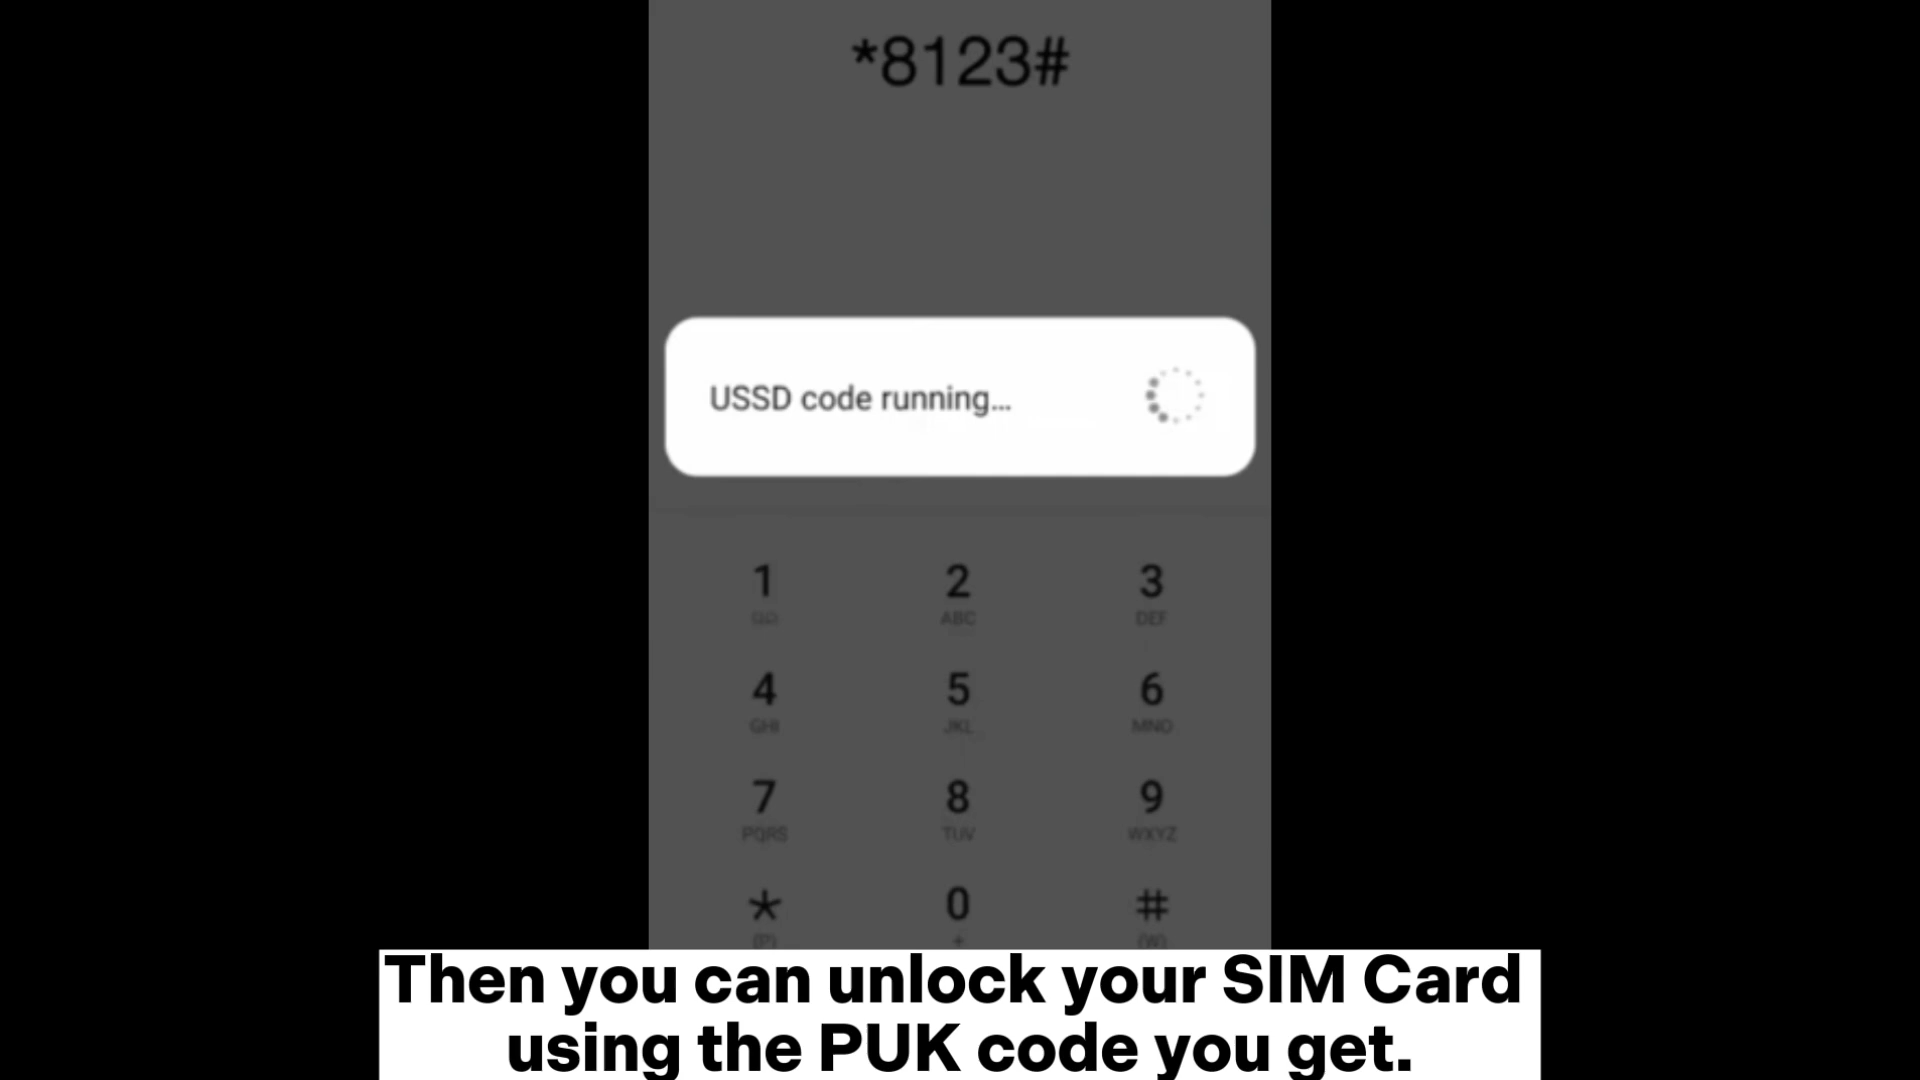 *8123#
USSD code running...
1 2 3
ABC DEF
4 5 6
GHI JKL MNO
7 8 9
PQRS TUV WXYZ
* 0 #
(P) + (W)
Then you can unlock your SIM Card
using the PUK code you get.